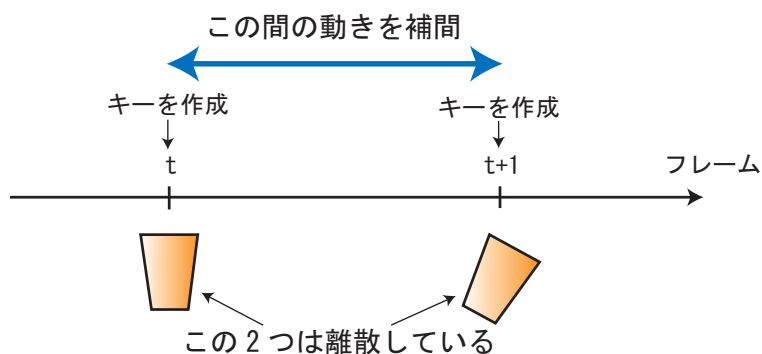 この間の動きを補間
キーを作成 キーを作成
t t+1 フレーム
この 2 つは離散している